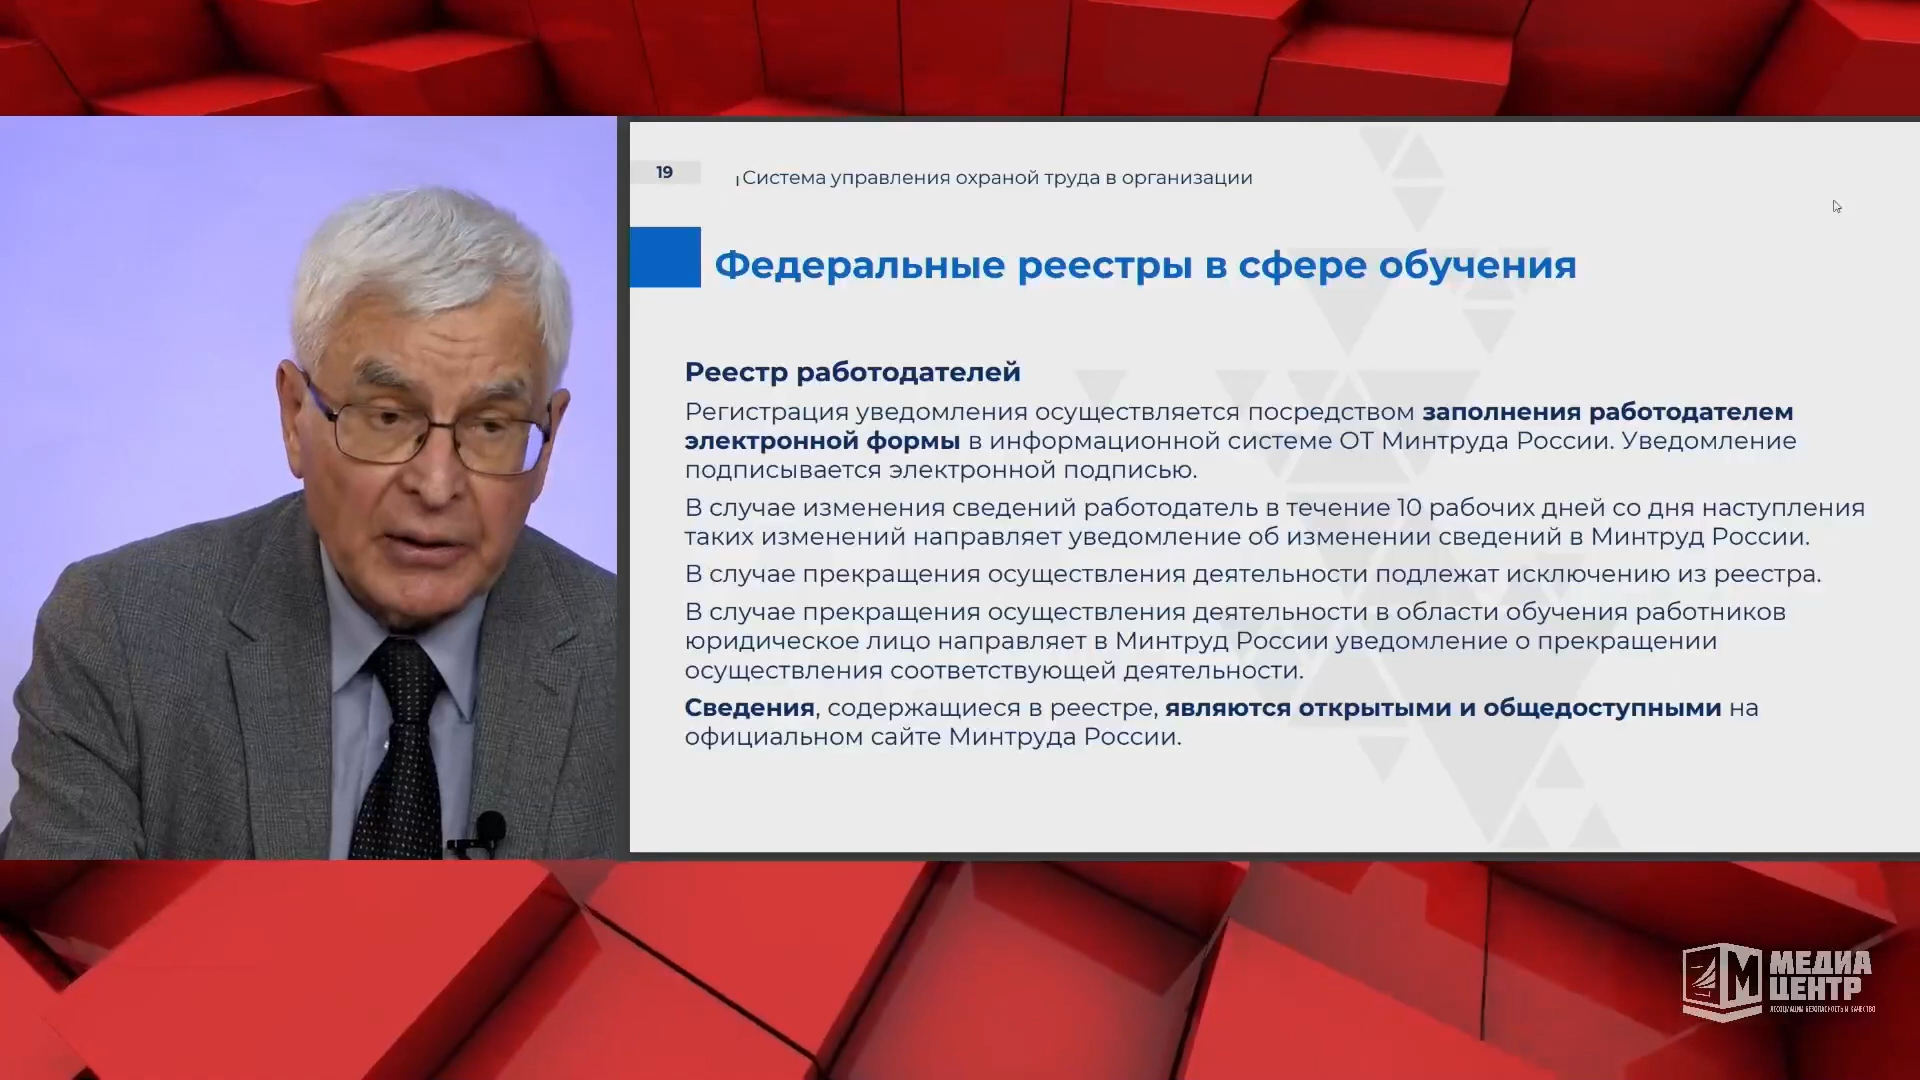 19
Система управления охраной труда в организации
Федеральные реестры в сфере обучения
Реестр работодателей
Регистрация уведомления осуществляется посредством заполнения работодателем
электронной формы в информационной системе ОТ Минтруда России. Уведомление
подписывается электронной подписью.
В случае изменения сведений работодатель в течение 10 рабочих дней со дня наступления
таких изменений направляет уведомление об изменении сведений в Минтруд России.
В случае прекращения осуществления деятельности подлежат исключению из реестра.
В случае прекращения осуществления деятельности в области обучения работников
юридическое лицо направляет в Минтруд России уведомление о прекращении
осуществления соответствующей деятельности.
Сведения, содержащиеся в реестре, являются открытыми и общедоступными на
официальном сайте Минтруда России.
М МЕДИА
ЦЕНТР
АССОЦИАЦИЯ БЕЗОПАСНОСТЬ И КАЧЕСТВО